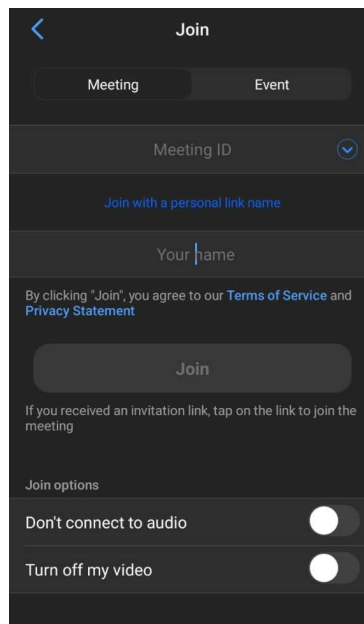 Join
Meeting Event
Meeting ID
Join with a personal link name
Your name
By clicking "Join", you agree to our Terms of Service and
Privacy Statement
Join
If you received an invitation link, tap on the link to join the
meeting
Join options
Don't connect to audio
Turn off my video